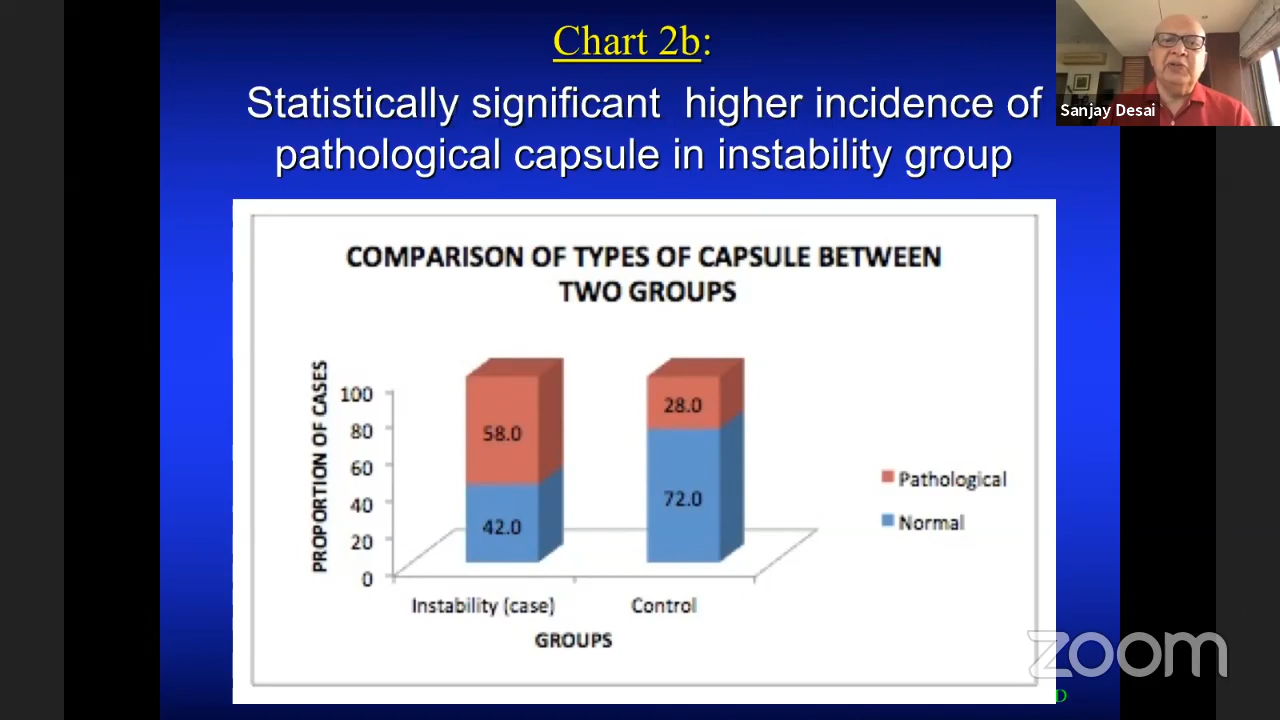 Chart 2b:
Statistically significant higher incidence of
pathological capsule in instability group
Sanjay Desai
COMPARISON OF TYPES OF CAPSULE BETWEEN
TWO GROUPS
PROPORTION OF CASES
100
80
60
40
20
0
58.0
42.0
28.0
72.0
Pathological
Normal
Instability (case)
Control
GROUPS
zoom
D